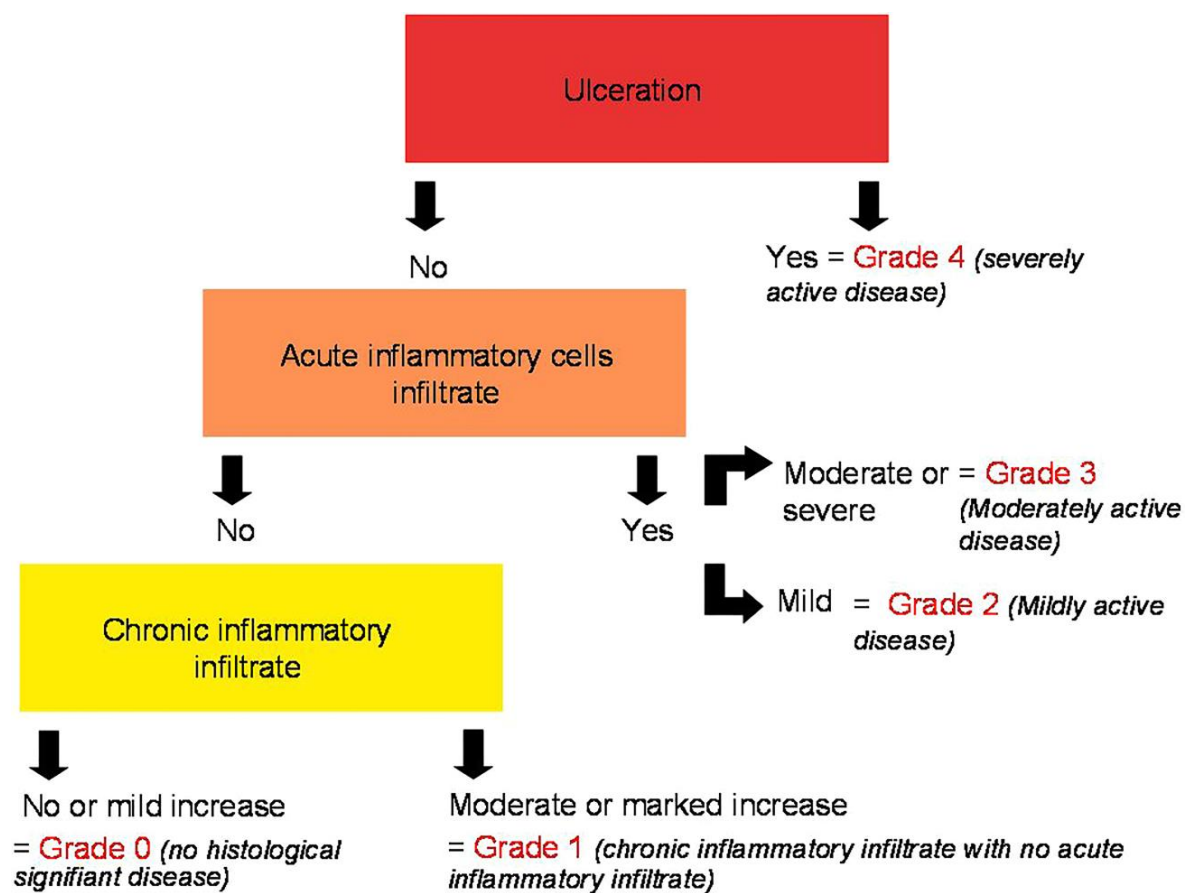 Ulceration
No
Yes = Grade 4 (severely
active disease)
Acute inflammatory cells
infiltrate
No
Yes
Moderate or = Grade 3
severe (Moderately active
disease)
Mild = Grade 2 (Mildly active
disease)
Chronic inflammatory
infiltrate
No or mild increase
= Grade 0 (no histological
signifiant disease)
Moderate or marked increase
= Grade 1 (chronic inflammatory infiltrate with no acute
inflammatory infiltrate)